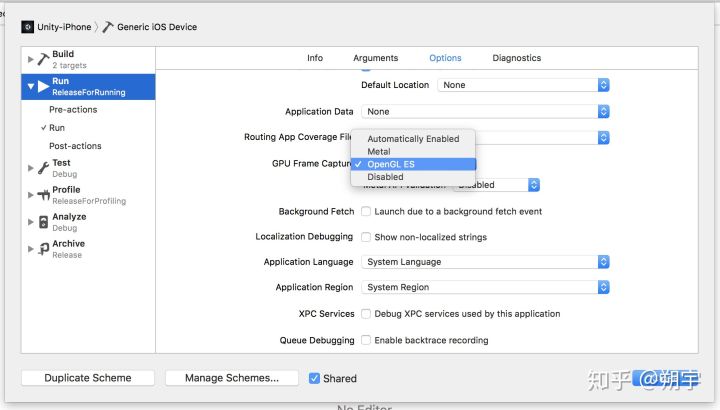 Unity-iPhone 〉 Generic iOS Device
Build
2 targets
Run
ReleaseForRunning
Pre-actions
Run
Post-actions
Test
Debug
Profile
ReleaseForProfiling
Analyze
Debug
Archive
Release
Info Arguments Options Diagnostics
Default Location None
Application Data None
Routing App Coverage File
Automatically Enabled
Metal
GPU Frame Capture OpenGL ES
Disabled
Metal API Validation Disabled
Background Fetch Launch due to a background fetch event
Localization Debugging Show non-localized strings
Application Language System Language
Application Region System Region
XPC Services Debug XPC services used by this application
Queue Debugging Enable backtrace recording
Duplicate Scheme Manage Schemes... Shared
知乎 @朔宇
No Editor